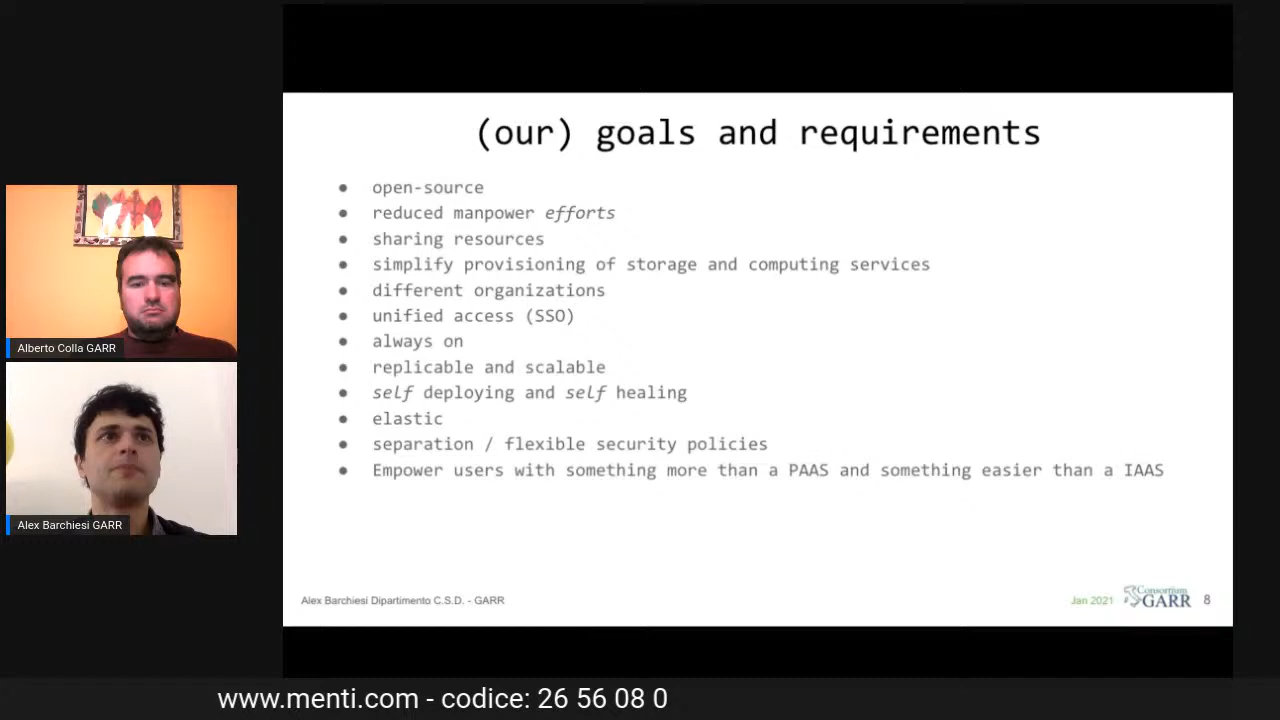 (our) goals and requirements
● open-source
● reduced manpower efforts
● sharing resources
● simplify provisioning of storage and computing services
● different organizations
● unified access (SSO)
● always on
● replicable and scalable
● self deploying and self healing
● elastic
● separation / flexible security policies
● Empower users with something more than a PAAS and something easier than a IAAS
Alex Barchiesi Dipartimento C.S.D. - GARR
Jan 2021
Consortium
GARR
8
Alberto Colla GARR
Alex Barchiesi GARR
www.menti.com - codice: 26 56 08 0